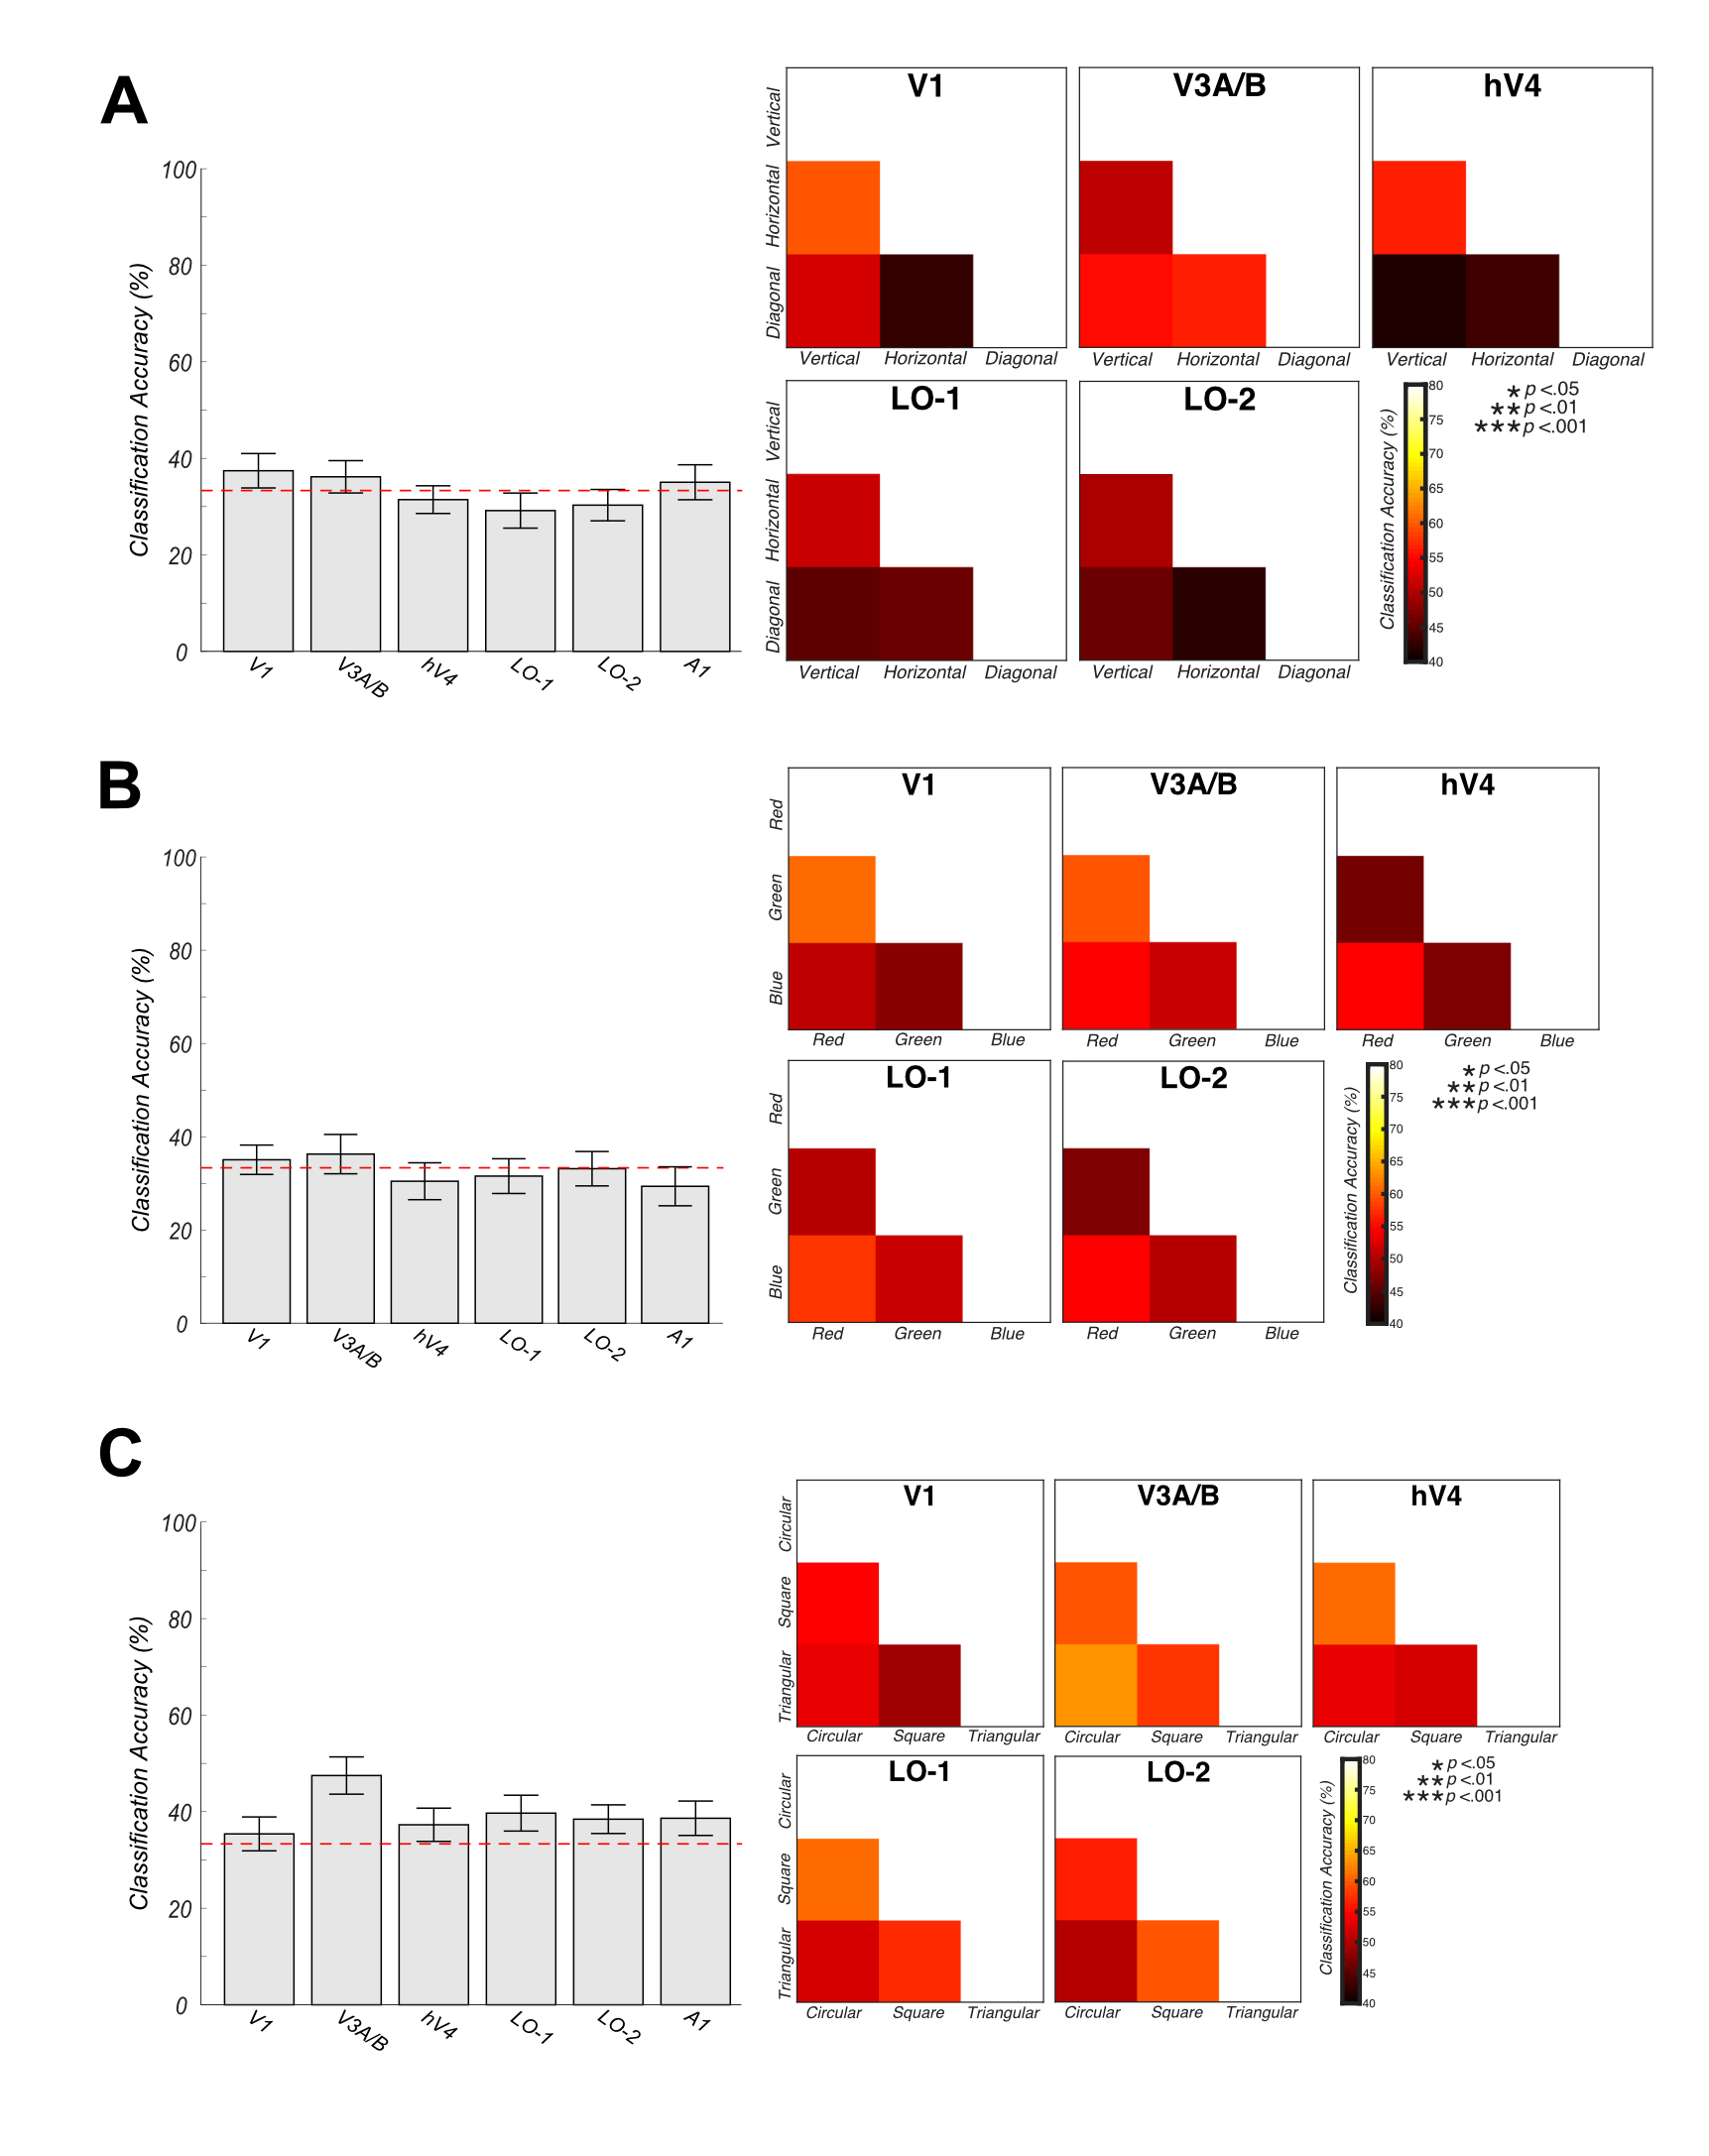 A
Classification Accuracy (%)
100
80
60
40
20
0
V1
V3A/B
hV4
LO-1
LO-2
A1
V1
V3A/B
hV4
Vertical
Horizontal
Diagonal
Vertical Horizontal Diagonal
Vertical Horizontal Diagonal
Vertical Horizontal Diagonal
LO-1
LO-2
Vertical
Horizontal
Diagonal
Vertical Horizontal Diagonal
Vertical Horizontal Diagonal
Classification Accuracy (%)
80
75
70
65
60
55
50
45
40
* p <.05
** p <.01
*** p <.001
B
Classification Accuracy (%)
100
80
60
40
20
0
V1
V3A/B
hV4
LO-1
LO-2
A1
V1
V3A/B
hV4
Red
Green
Blue
Red Green Blue
Red Green Blue
Red Green Blue
LO-1
LO-2
Red
Green
Blue
Red Green Blue
Red Green Blue
Classification Accuracy (%)
80
75
70
65
60
55
50
45
40
* p <.05
** p <.01
*** p <.001
C
Classification Accuracy (%)
100
80
60
40
20
0
V1
V3A/B
hV4
LO-1
LO-2
A1
V1
V3A/B
hV4
Circular
Square
Triangular
Circular Square Triangular
Circular Square Triangular
Circular Square Triangular
LO-1
LO-2
Circular
Square
Triangular
Circular Square Triangular
Circular Square Triangular
Classification Accuracy (%)
80
75
70
65
60
55
50
45
40
* p <.05
** p <.01
*** p <.001